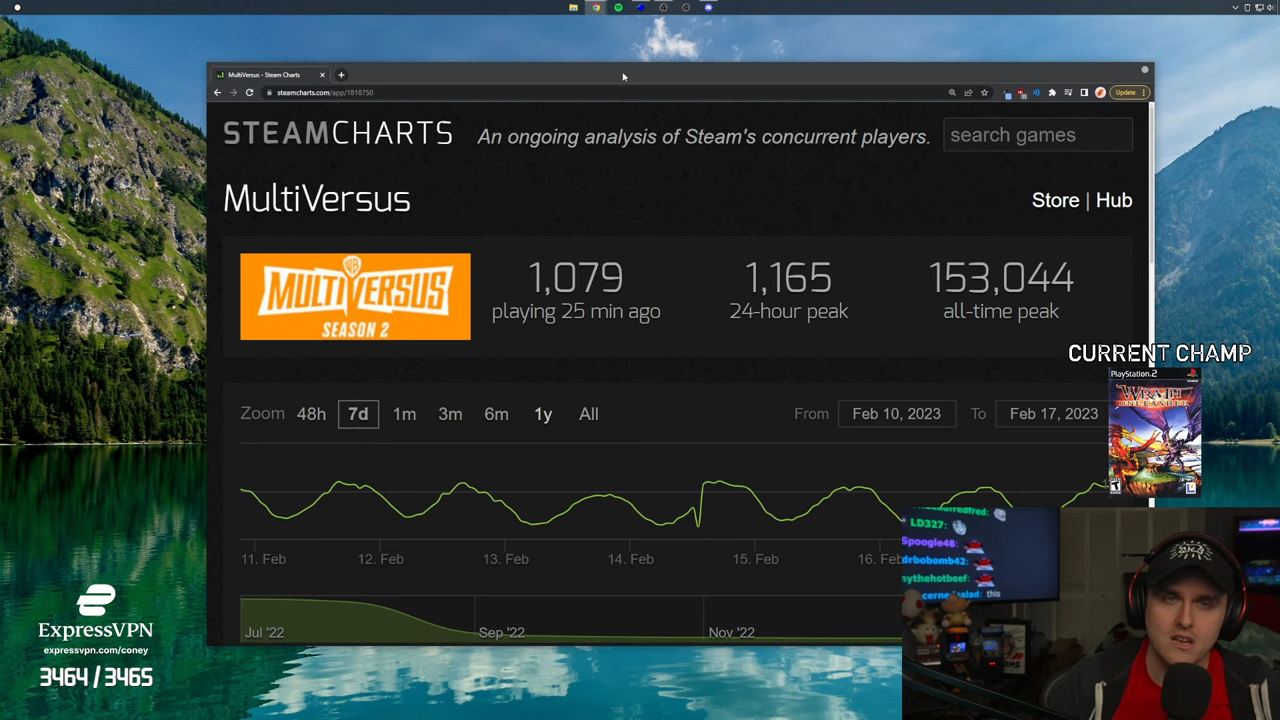 MultiVersus - Steam Charts
steamcharts.com/app/1818750
Update
STEAMCHARTS
An ongoing analysis of Steam's concurrent players.
search games
MultiVersus
Store | Hub
WB
MULTIVERSUS
SEASON 2
1,079
playing 25 min ago
1,165
24-hour peak
153,044
all-time peak
CURRENT CHAMP
PlayStation.2
WRATH
UNLEASHED
Zoom
48h
7d
1m
3m
6m
1y
All
From
Feb 10, 2023
To
Feb 17, 2023
11. Feb
12. Feb
13. Feb
14. Feb
15. Feb
16. Feb
LD327:
Spoogle48:
drbobomb42:
nythehotbeef:
this
Jul '22
Sep '22
Nov '22
ExpressVPN
expressvpn.com/coney
3464 / 3465